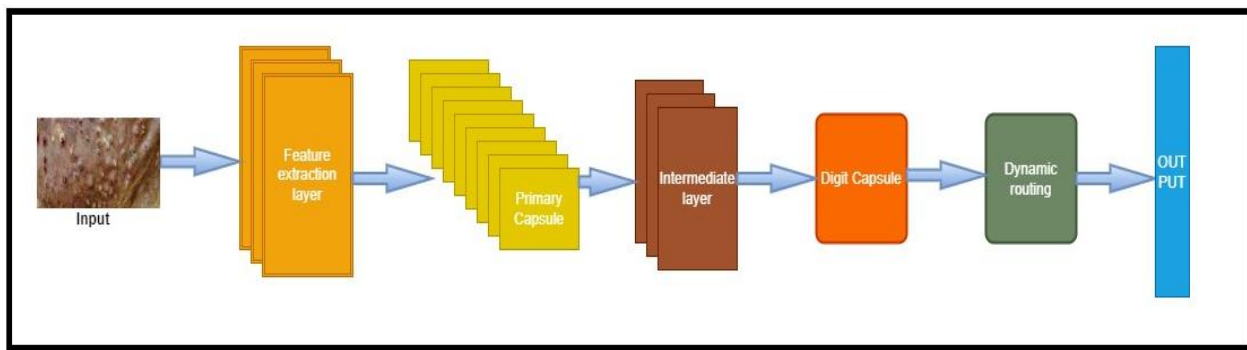 Input
Feature
extraction
layer
Primary
Capsule
Intermediate
layer
Digit Capsule
Dynamic
routing
OUT
PUT